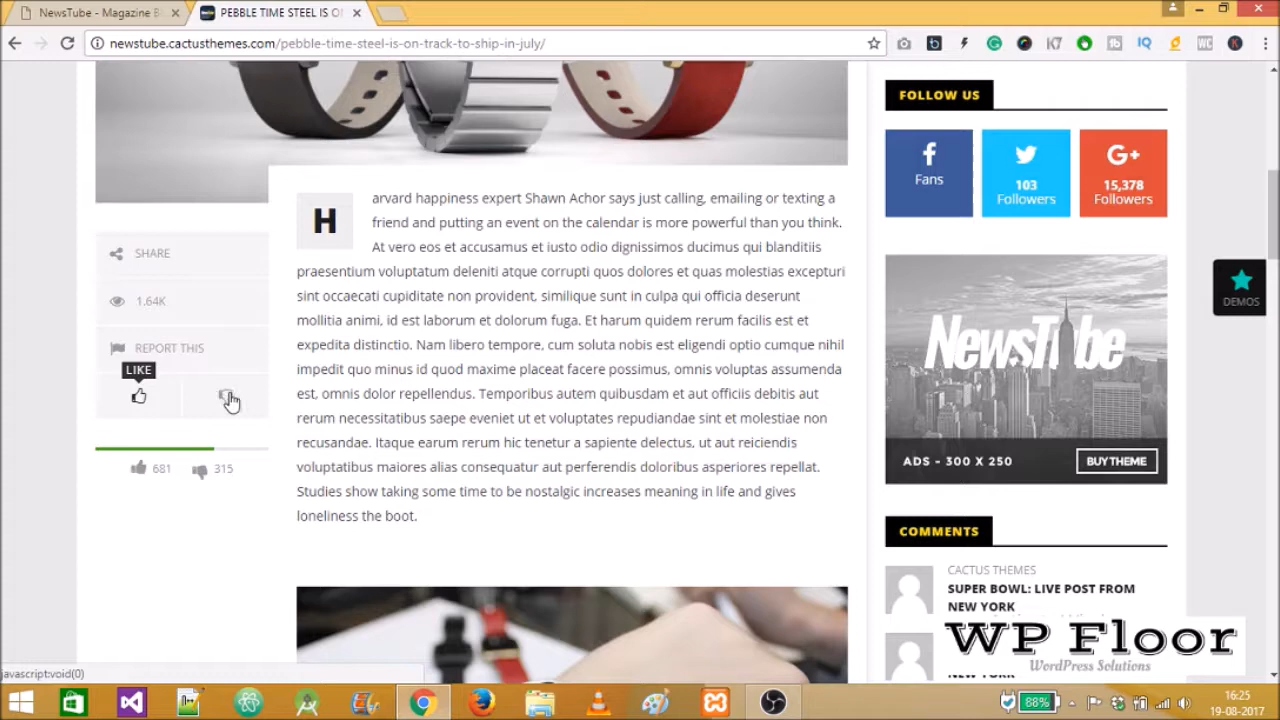 NewsTube - Magazine B
PEBBLE TIME STEEL IS O
newstube.cactusthemes.com/pebble-time-steel-is-on-track-to-ship-in-july/
SHARE
1.64K
REPORT THIS
LIKE
681
315
H
arvard happiness expert Shawn Achor says just calling, emailing or texting a
friend and putting an event on the calendar is more powerful than you think.
At vero eos et accusamus et iusto odio dignissimos ducimus qui blanditiis
praesentium voluptatum deleniti atque corrupti quos dolores et quas molestias excepturi
sint occaecati cupiditate non provident, similique sunt in culpa qui officia deserunt
mollitia animi, id est laborum et dolorum fuga. Et harum quidem rerum facilis est et
expedita distinctio. Nam libero tempore, cum soluta nobis est eligendi optio cumque nihil
impedit quo minus id quod maxime placeat facere possimus, omnis voluptas assumenda
est, omnis dolor repellendus. Temporibus autem quibusdam et aut officiis debitis aut
rerum necessitatibus saepe eveniet ut et voluptates repudiandae sint et molestiae non
recusandae. Itaque earum rerum hic tenetur a sapiente delectus, ut aut reiciendis
voluptatibus maiores alias consequatur aut perferendis doloribus asperiores repellat.
Studies show taking some time to be nostalgic increases meaning in life and gives
loneliness the boot.
FOLLOW US
Fans
103
Followers
G+
15,378
Followers
NewsTube
ADS - 300 X 250
BUY THEME
DEMOS
COMMENTS
CACTUS THEMES
SUPER BOWL: LIVE POST FROM
NEW YORK
WP Floor
WordPress Solutions
javascript:void(0)
88%
16:25
19-08-2017